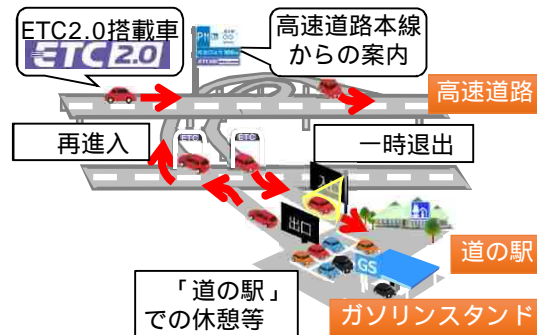 ETC2.0搭載車
ETC 2.0
高速道路本線
からの案内
高速道路
再進入
ETC
ETC
一時退出
出口
道の駅
GS
「道の駅」
での休憩等
ガソリンスタンド